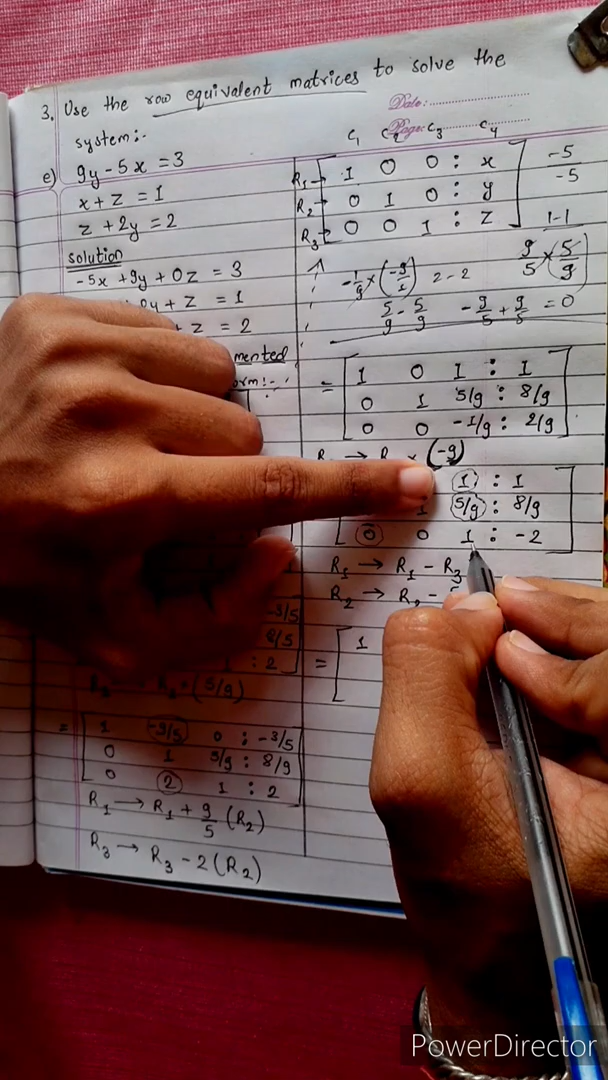 3. Use the row equivalent matrices to solve the
system:-
Date:
Page:
e) 9y - 5x = 3
x + z = 1
z + 2y = 2
solution
-5x + 9y + 0z = 3
y + z = 1
+ z = 2
mented
orm:-
-3/5
8/5
1 : 2
(5/9)
= [ 1 -9/5 0 : -3/5
0 1 5/9 : 8/9
0 2 1 : 2 ]
R1 → R1 + 9/5 (R2)
R3 → R3 - 2 (R2)
C1 C2 C3 C4
R1 → [ 1 0 0 : x
R2 → 0 1 0 : y
R3 → 0 0 1 : z ]
-5/-5
1-1
-1/9 × (-9/1) 2-2 9/5 × (5/9)
5/9 - 5/9 -9/5 + 9/5 = 0
= [ 1 0 1 : 1
0 1 5/9 : 8/9
0 0 -1/9 : 2/9 ]
R → R × (-9)
1 : 1
1 5/9 : 8/9
0 0 1 : -2 ]
R1 → R1 - R3
R2 → R2 -
= [ 1
PowerDirector